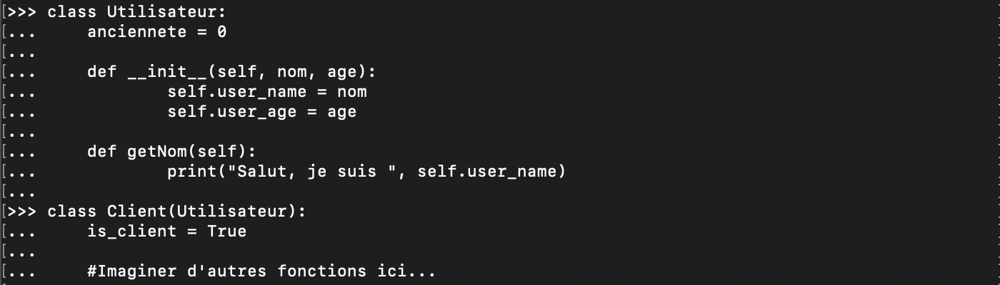 >>> class Utilisateur:
...     anciennete = 0
...
...     def __init__(self, nom, age):
...             self.user_name = nom
...             self.user_age = age
...
...     def getNom(self):
...             print("Salut, je suis ", self.user_name)
...
>>> class Client(Utilisateur):
...     is_client = True
...
...     #Imaginer d'autres fonctions ici...